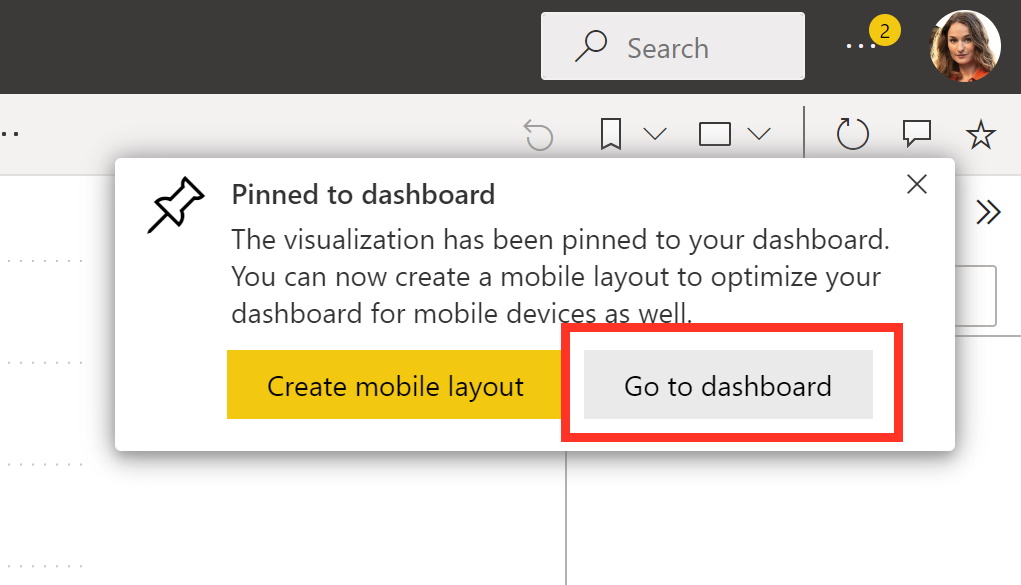 2
Search
Pinned to dashboard
The visualization has been pinned to your dashboard.
You can now create a mobile layout to optimize your
dashboard for mobile devices as well.
Create mobile layout
Go to dashboard